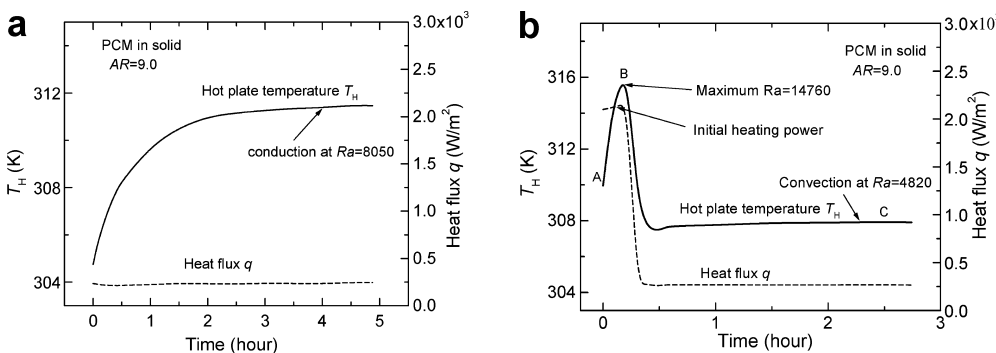 a
PCM in solid
AR=9.0
Hot plate temperature T_H
conduction at Ra=8050
Heat flux q
312
308
304
T_H (K)
3.0x10³
2.5
2.0
1.5
1.0
0.5
0.0
Heat flux q (W/m²)
0 1 2 3 4 5
Time (hour)
b
PCM in solid
AR=9.0
B
Maximum Ra=14760
Initial heating power
A
Convection at Ra=4820
Hot plate temperature T_H
C
Heat flux q
316
312
308
304
T_H (K)
3.0x10
2.5
2.0
1.5
1.0
0.5
0.0
Heat flux q (W/m²)
0 1 2 3
Time (hour)